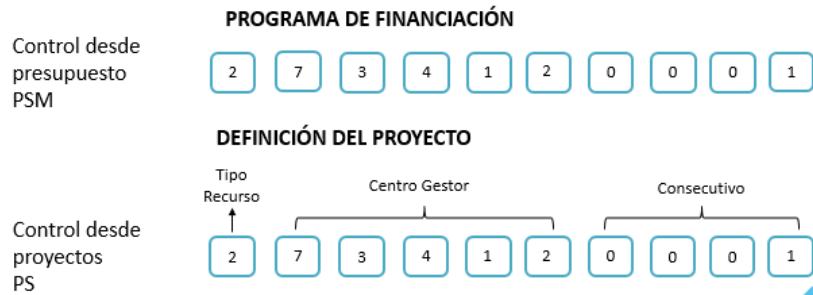 PROGRAMA DE FINANCIACIÓN
Control desde
presupuesto
PSM
2 7 3 4 1 2 0 0 0 1
DEFINICIÓN DEL PROYECTO
Tipo
Recurso
Centro Gestor
Consecutivo
Control desde
proyectos
PS
2 7 3 4 1 2 0 0 0 1